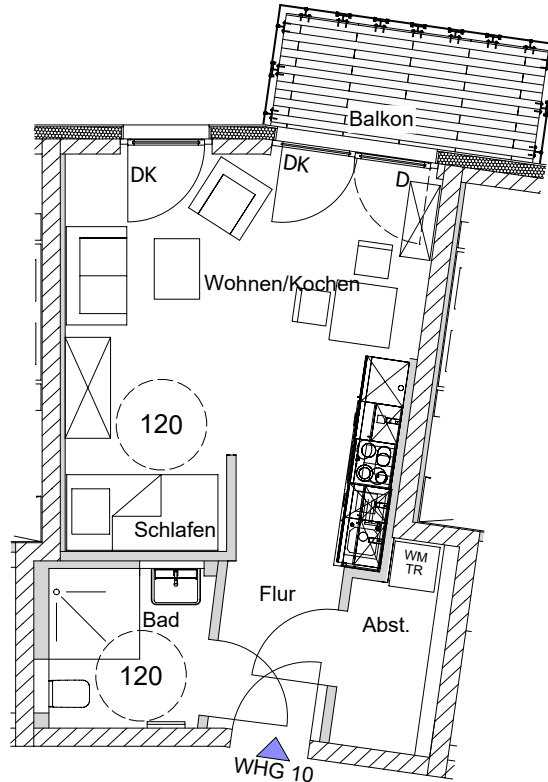 Balkon
DK
DK
D
Wohnen/Kochen
120
Schlafen
WM
TR
Flur
Bad
Abst.
120
WHG 10